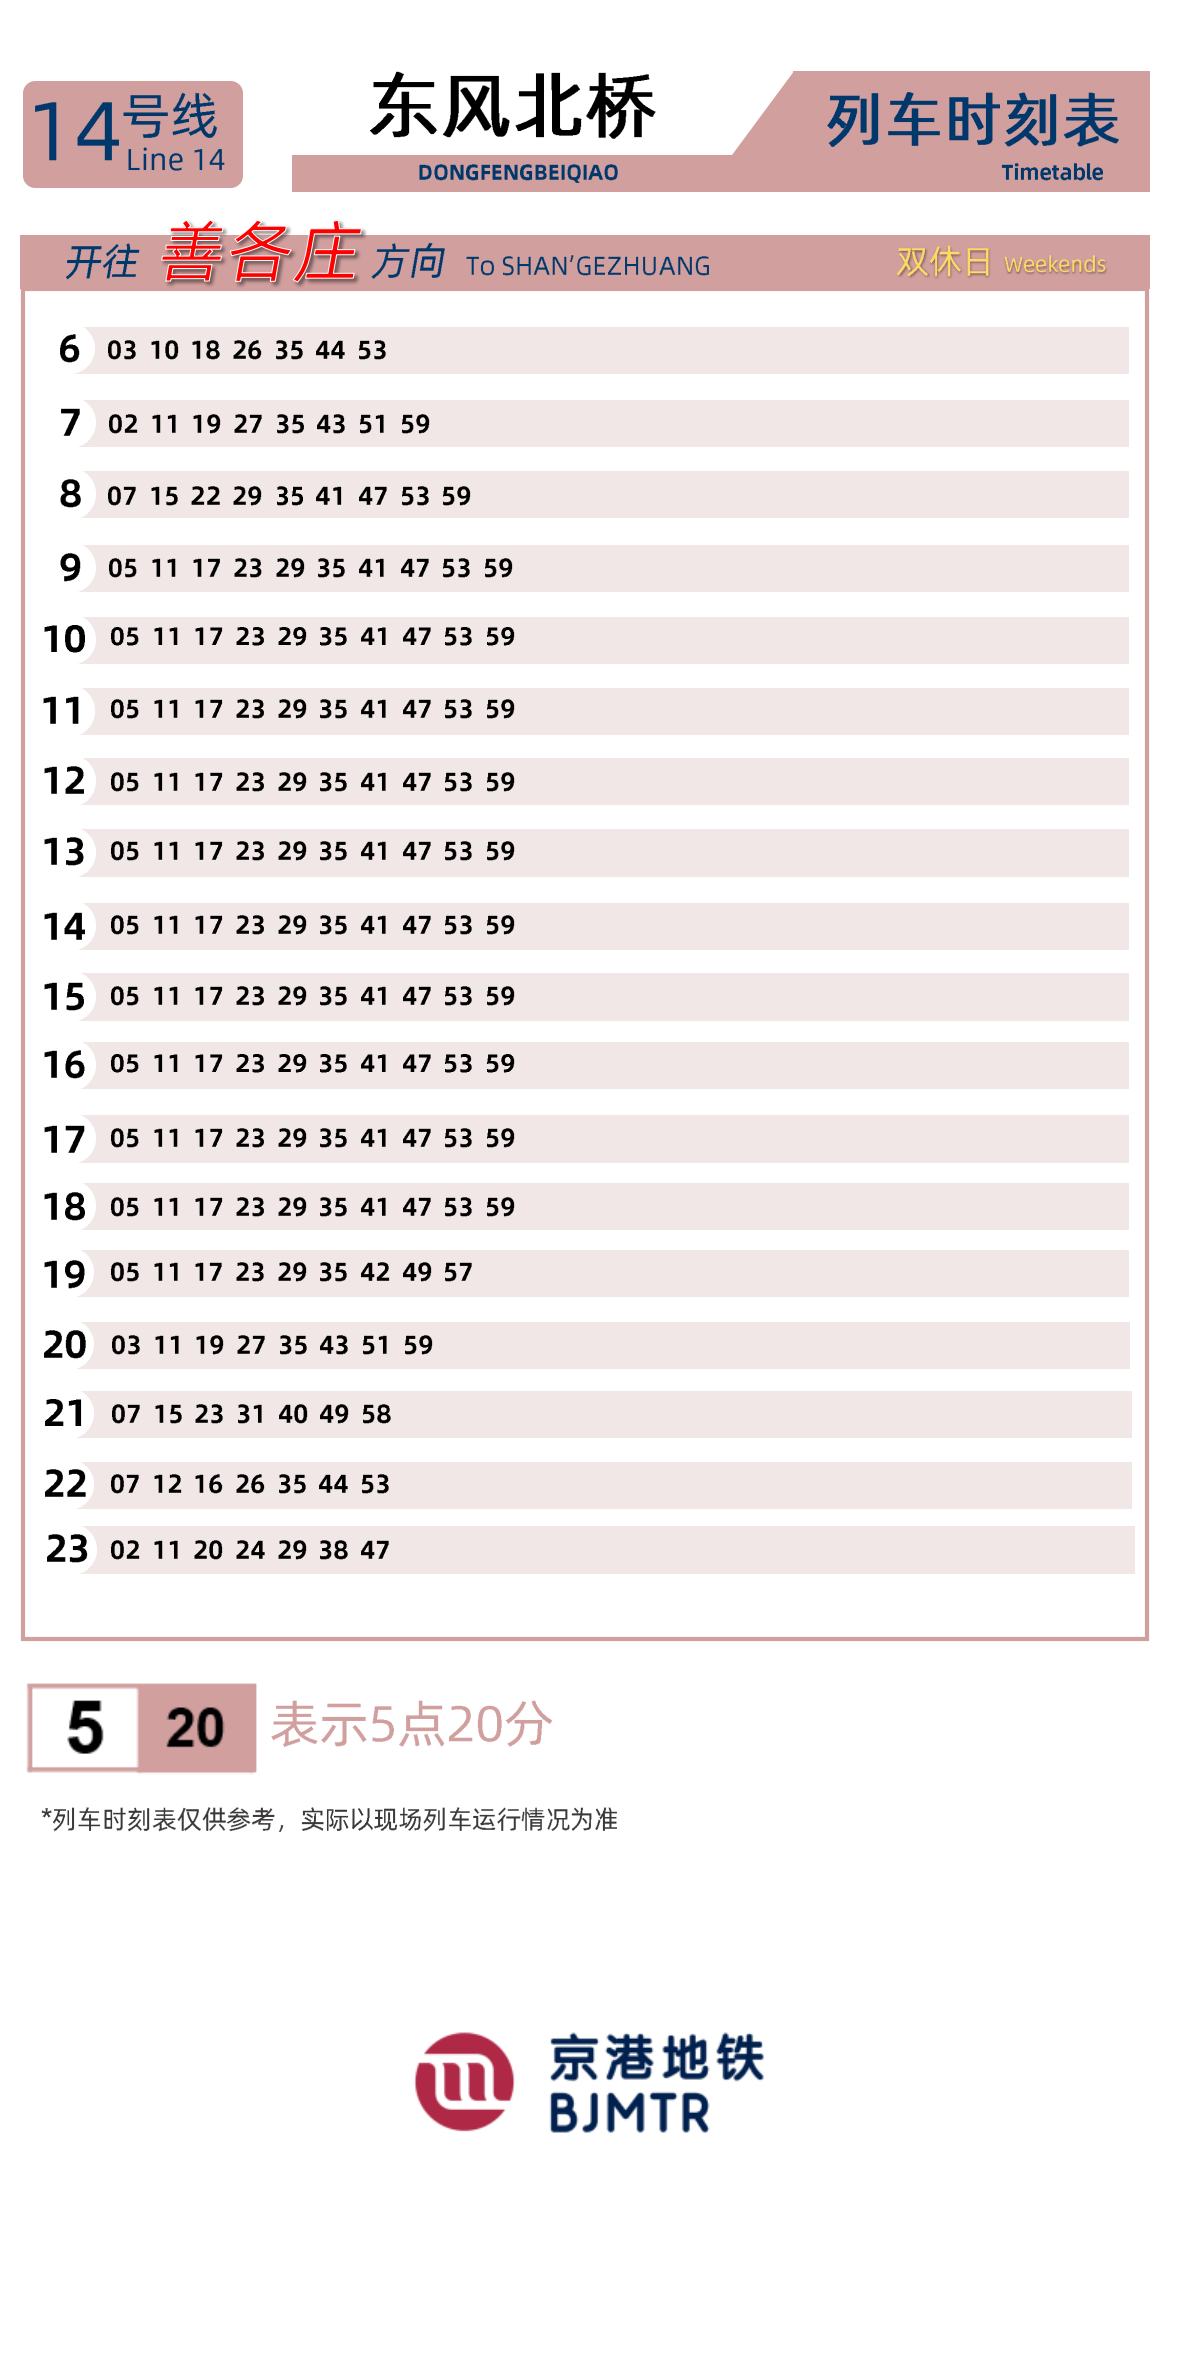 14号线
Line 14
东风北桥
DONGFENGBEIQIAO
列车时刻表
Timetable
开往 善各庄 方向 To SHAN’GEZHUANG 双休日 Weekends
6 03 10 18 26 35 44 53
7 02 11 19 27 35 43 51 59
8 07 15 22 29 35 41 47 53 59
9 05 11 17 23 29 35 41 47 53 59
10 05 11 17 23 29 35 41 47 53 59
11 05 11 17 23 29 35 41 47 53 59
12 05 11 17 23 29 35 41 47 53 59
13 05 11 17 23 29 35 41 47 53 59
14 05 11 17 23 29 35 41 47 53 59
15 05 11 17 23 29 35 41 47 53 59
16 05 11 17 23 29 35 41 47 53 59
17 05 11 17 23 29 35 41 47 53 59
18 05 11 17 23 29 35 41 47 53 59
19 05 11 17 23 29 35 42 49 57
20 03 11 19 27 35 43 51 59
21 07 15 23 31 40 49 58
22 07 12 16 26 35 44 53
23 02 11 20 24 29 38 47
5 20 表示5点20分
*列车时刻表仅供参考，实际以现场列车运行情况为准
京港地铁
BJMTR